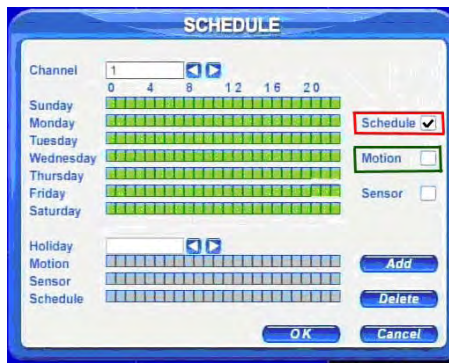 SCHEDULE
Channel 1
0 4 8 12 16 20
Sunday
Monday
Schedule
Tuesday
Wednesday
Motion
Thursday
Friday
Sensor
Saturday
Holiday
Motion
Add
Sensor
Schedule
Delete
OK
Cancel